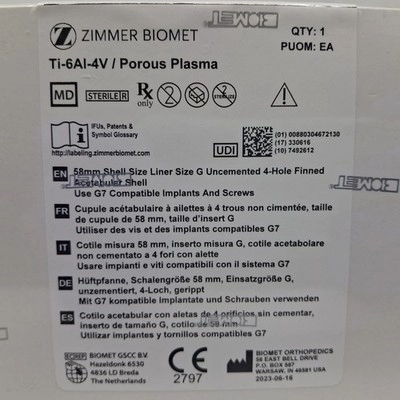 ZIMMER BIOMET
QTY: 1
PUOM: EA
Ti-6Al-4V / Porous Plasma
MD
STERILE R
Rx only
IFUs, Patents & Symbol Glossary
http://labeling.zimmerbiomet.com
UDI
(01) 00880304672130
(17) 330616
(10) 7492612
EN 58mm Shell Size Liner Size G Uncemented 4-Hole Finned
Acetabular Shell
Use G7 Compatible Implants And Screws
FR Cupule acétabulaire à ailettes à 4 trous non cimentée, taille
de cupule de 58 mm, taille d'insert G
Utiliser des vis et des implants compatibles G7
IT Cotile misura 58 mm, inserto misura G, cotile acetabolare
non cementato a 4 fori con alette
Usare impianti e viti compatibili con il sistema G7
DE Hüftpfanne, Schalengröße 58 mm, Einsatzgröße G,
unzementiert, 4-Loch, gerippt
Mit G7 kompatible Implantate und Schrauben verwenden
ES Cotilo acetabular con aletas de 4 orificios sin cementar,
inserto de tamaño G, cotilo de 58 mm
Utilizar implantes y tornillos compatibles G7
EC REP BIOMET GSCC B.V.
Hazeldonk 6530
4836 LD Breda
The Netherlands
CE
2797
BIOMET ORTHOPEDICS
56 EAST BELL DRIVE
P.O. BOX 587
WARSAW, IN 46581 USA
2023-06-16
BIOMET
BIOMET
BIOMET
BIOMET